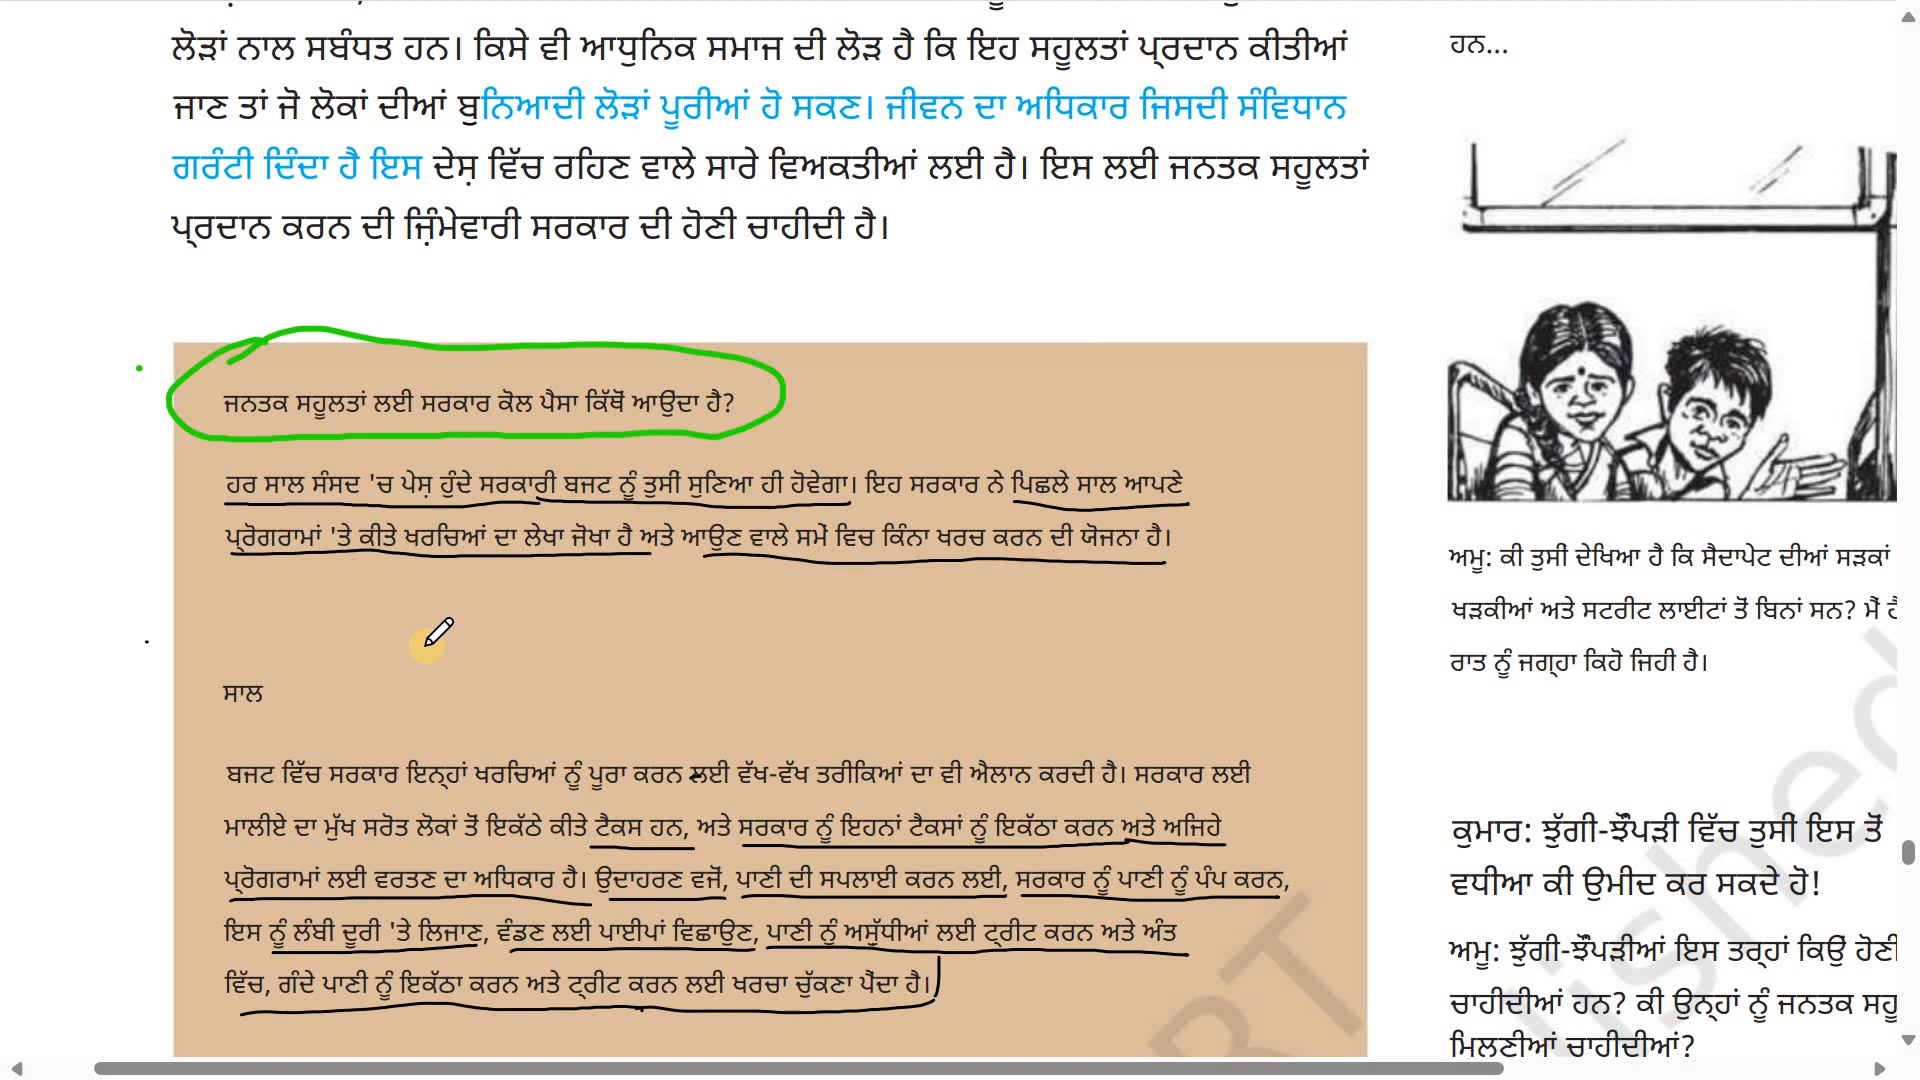 ਲੋੜਾਂ ਨਾਲ ਸਬੰਧਤ ਹਨ। ਕਿਸੇ ਵੀ ਆਧੁਨਿਕ ਸਮਾਜ ਦੀ ਲੋੜ ਹੈ ਕਿ ਇਹ ਸਹੂਲਤਾਂ ਪ੍ਰਦਾਨ ਕੀਤੀਆਂ
ਜਾਣ ਤਾਂ ਜੋ ਲੋਕਾਂ ਦੀਆਂ ਬੁਨਿਆਦੀ ਲੋੜਾਂ ਪੂਰੀਆਂ ਹੋ ਸਕਣ। ਜੀਵਨ ਦਾ ਅਧਿਕਾਰ ਜਿਸਦੀ ਸੰਵਿਧਾਨ
ਗਰੰਟੀ ਦਿੰਦਾ ਹੈ ਇਸ ਦੇਸ਼ ਵਿੱਚ ਰਹਿਣ ਵਾਲੇ ਸਾਰੇ ਵਿਅਕਤੀਆਂ ਲਈ ਹੈ। ਇਸ ਲਈ ਜਨਤਕ ਸਹੂਲਤਾਂ
ਪ੍ਰਦਾਨ ਕਰਨ ਦੀ ਜ਼ਿੰਮੇਵਾਰੀ ਸਰਕਾਰ ਦੀ ਹੋਣੀ ਚਾਹੀਦੀ ਹੈ।
ਜਨਤਕ ਸਹੂਲਤਾਂ ਲਈ ਸਰਕਾਰ ਕੋਲ ਪੈਸਾ ਕਿੱਥੋਂ ਆਉਂਦਾ ਹੈ?
ਹਰ ਸਾਲ ਸੰਸਦ 'ਚ ਪੇਸ਼ ਹੁੰਦੇ ਸਰਕਾਰੀ ਬਜਟ ਨੂੰ ਤੁਸੀਂ ਸੁਣਿਆ ਹੀ ਹੋਵੇਗਾ। ਇਹ ਸਰਕਾਰ ਨੇ ਪਿਛਲੇ ਸਾਲ ਆਪਣੇ
ਪ੍ਰੋਗਰਾਮਾਂ 'ਤੇ ਕੀਤੇ ਖਰਚਿਆਂ ਦਾ ਲੇਖਾ ਜੋਖਾ ਹੈ ਅਤੇ ਆਉਣ ਵਾਲੇ ਸਮੇਂ ਵਿਚ ਕਿੰਨਾ ਖਰਚ ਕਰਨ ਦੀ ਯੋਜਨਾ ਹੈ।
ਸਾਲ
ਬਜਟ ਵਿੱਚ ਸਰਕਾਰ ਇਨ੍ਹਾਂ ਖਰਚਿਆਂ ਨੂੰ ਪੂਰਾ ਕਰਨ ਲਈ ਵੱਖ-ਵੱਖ ਤਰੀਕਿਆਂ ਦਾ ਵੀ ਐਲਾਨ ਕਰਦੀ ਹੈ। ਸਰਕਾਰ ਲਈ
ਮਾਲੀਏ ਦਾ ਮੁੱਖ ਸਰੋਤ ਲੋਕਾਂ ਤੋਂ ਇਕੱਠੇ ਕੀਤੇ ਟੈਕਸ ਹਨ, ਅਤੇ ਸਰਕਾਰ ਨੂੰ ਇਹਨਾਂ ਟੈਕਸਾਂ ਨੂੰ ਇਕੱਠਾ ਕਰਨ ਅਤੇ ਅਜਿਹੇ
ਪ੍ਰੋਗਰਾਮਾਂ ਲਈ ਵਰਤਣ ਦਾ ਅਧਿਕਾਰ ਹੈ। ਉਦਾਹਰਣ ਵਜੋਂ, ਪਾਣੀ ਦੀ ਸਪਲਾਈ ਕਰਨ ਲਈ, ਸਰਕਾਰ ਨੂੰ ਪਾਣੀ ਨੂੰ ਪੰਪ ਕਰਨ,
ਇਸ ਨੂੰ ਲੰਬੀ ਦੂਰੀ 'ਤੇ ਲਿਜਾਣ, ਵੰਡਣ ਲਈ ਪਾਈਪਾਂ ਵਿਛਾਉਣ, ਪਾਣੀ ਨੂੰ ਅਸ਼ੁੱਧੀਆਂ ਲਈ ਟ੍ਰੀਟ ਕਰਨ ਅਤੇ ਅੰਤ
ਵਿੱਚ, ਗੰਦੇ ਪਾਣੀ ਨੂੰ ਇਕੱਠਾ ਕਰਨ ਅਤੇ ਟ੍ਰੀਟ ਕਰਨ ਲਈ ਖਰਚਾ ਚੁੱਕਣਾ ਪੈਂਦਾ ਹੈ।
ਹਨ...
ਅਮੂ: ਕੀ ਤੁਸੀਂ ਦੇਖਿਆ ਹੈ ਕਿ ਸੈਦਾਪੇਟ ਦੀਆਂ ਸੜਕਾਂ
ਖੜਕੀਆਂ ਅਤੇ ਸਟਰੀਟ ਲਾਈਟਾਂ ਤੋਂ ਬਿਨਾਂ ਸਨ? ਮੈਂ
ਰਾਤ ਨੂੰ ਜਗ੍ਹਾ ਕਿਹੋ ਜਿਹੀ ਹੈ।
ਕੁਮਾਰ: ਝੁੱਗੀ-ਝੌਂਪੜੀ ਵਿੱਚ ਤੁਸੀਂ ਇਸ ਤੋਂ
ਵਧੀਆ ਕੀ ਉਮੀਦ ਕਰ ਸਕਦੇ ਹੋ!
ਅਮੂ: ਝੁੱਗੀ-ਝੌਂਪੜੀਆਂ ਇਸ ਤਰ੍ਹਾਂ ਕਿਉਂ ਹੋਣੀ
ਚਾਹੀਦੀਆਂ ਹਨ? ਕੀ ਉਨ੍ਹਾਂ ਨੂੰ ਜਨਤਕ ਸਹੂ
ਮਿਲਣੀਆਂ ਚਾਹੀਦੀਆਂ?